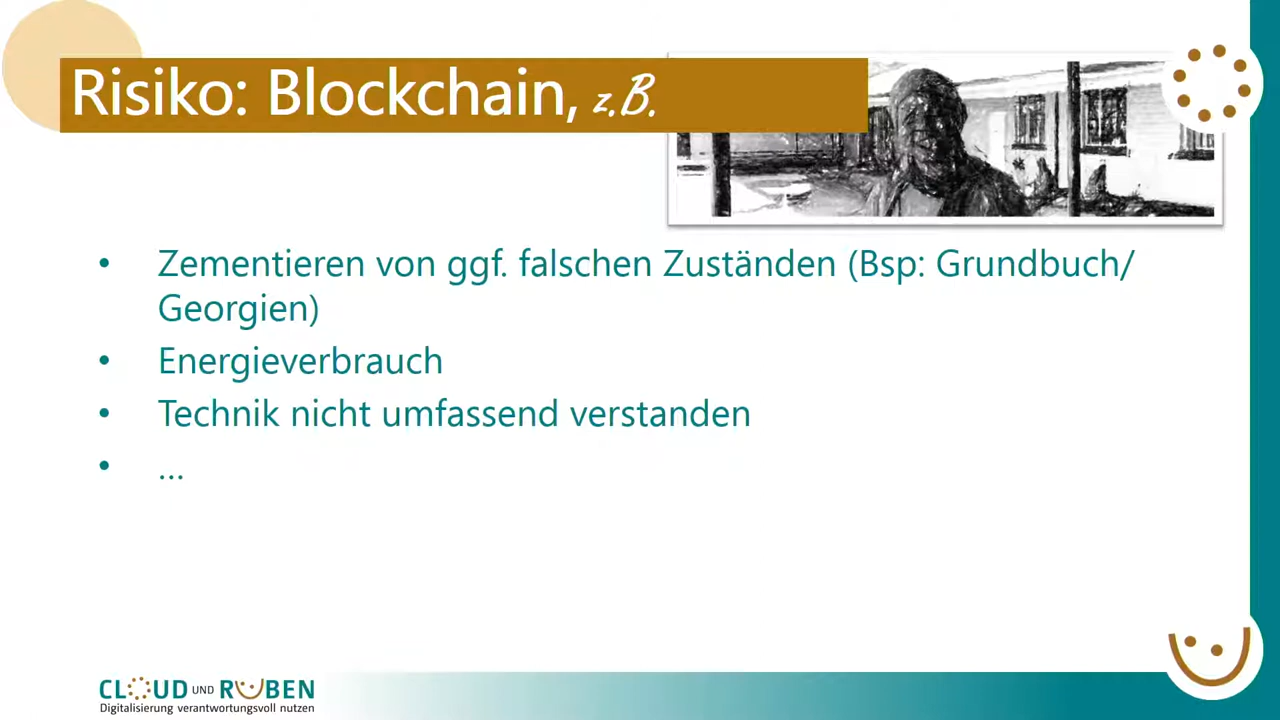 Risiko: Blockchain, z.B.
• Zementieren von ggf. falschen Zuständen (Bsp: Grundbuch/
Georgien)
• Energieverbrauch
• Technik nicht umfassend verstanden
• ...
CLOUD UND RUBEN
Digitalisierung verantwortungsvoll nutzen